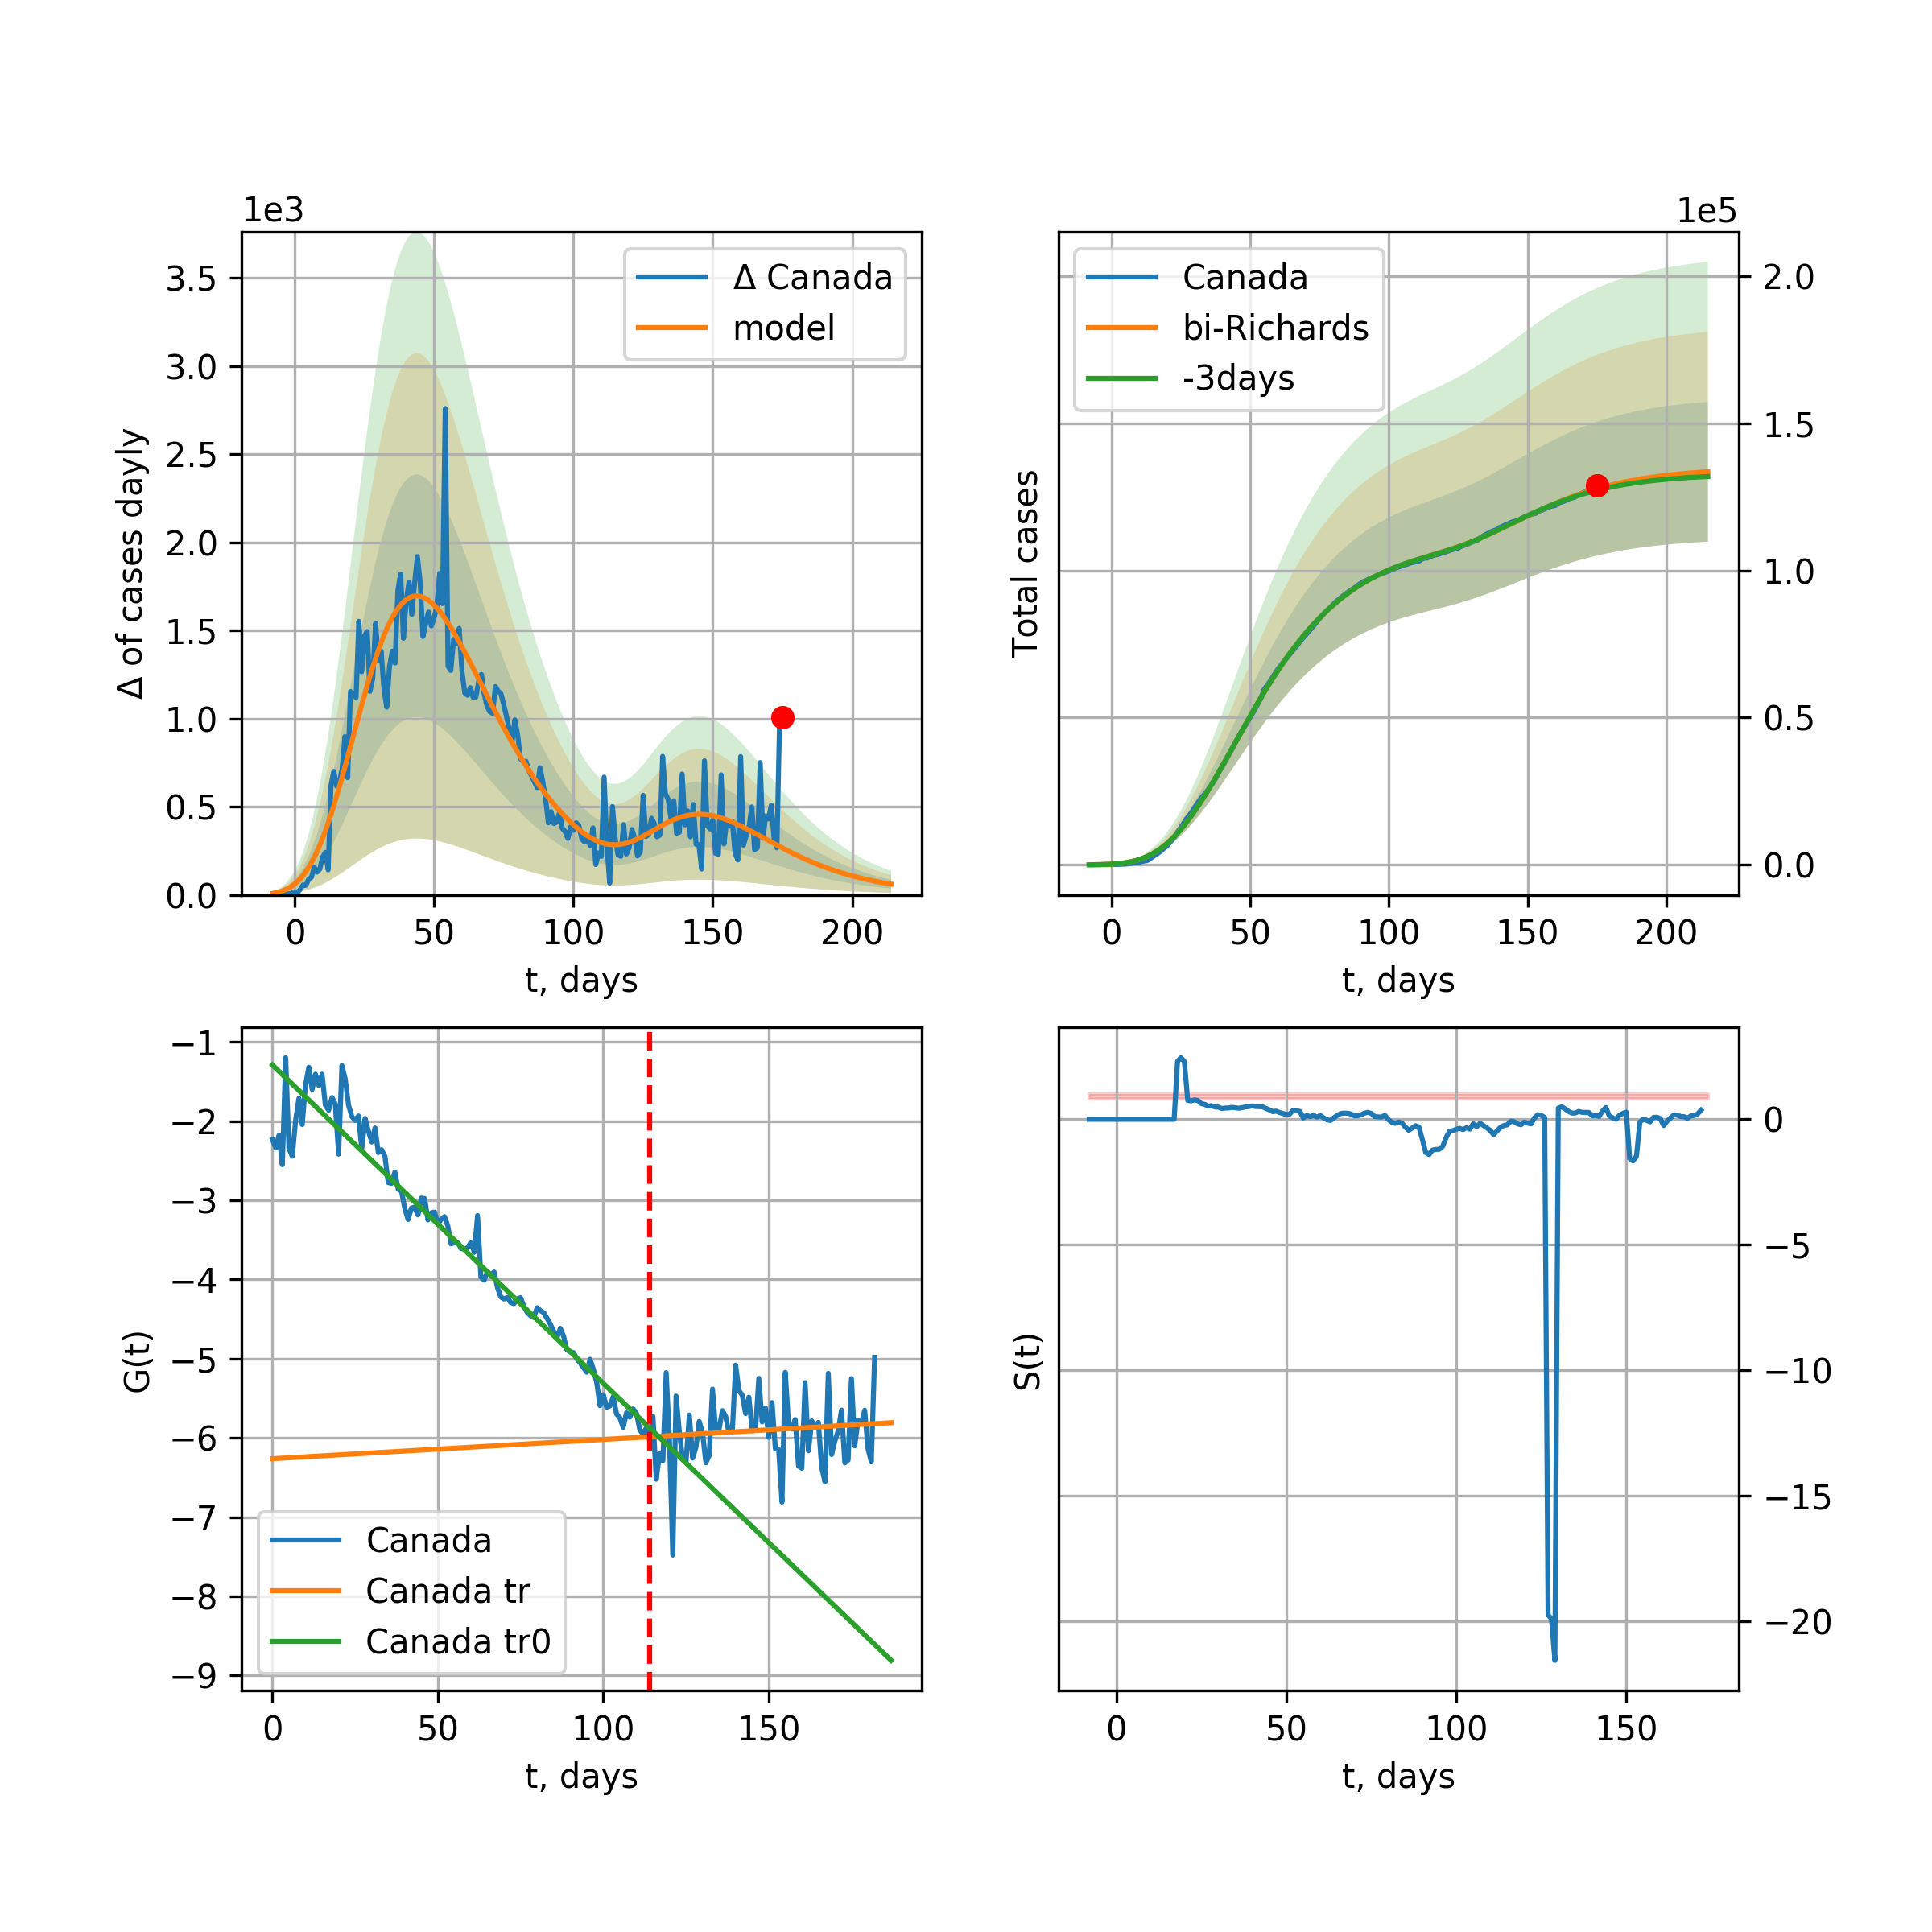 1e3
Δ of cases dayly
3.5
3.0
2.5
2.0
1.5
1.0
0.5
0.0
Δ Canada
model
0 50 100 150 200
t, days
1e5
Total cases
Canada
bi-Richards
-3days
2.0
1.5
1.0
0.5
0.0
0 50 100 150 200
t, days
G(t)
−1
−2
−3
−4
−5
−6
−7
−8
−9
Canada
Canada tr
Canada tr0
0 50 100 150
t, days
S(t)
0
−5
−10
−15
−20
0 50 100 150
t, days